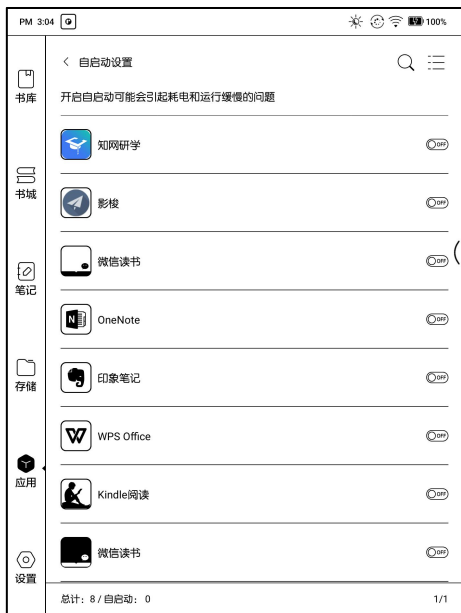 PM 3:04
100%
自启动设置
开启自启动可能会引起耗电和运行缓慢的问题
书库
知网研学
OFF
书城
影梭
OFF
微信读书
OFF
笔记
N
OneNote
OFF
存储
印象笔记
OFF
W
WPS Office
OFF
应用
Kindle阅读
OFF
微信读书
OFF
设置
总计: 8 / 自启动: 0
1/1